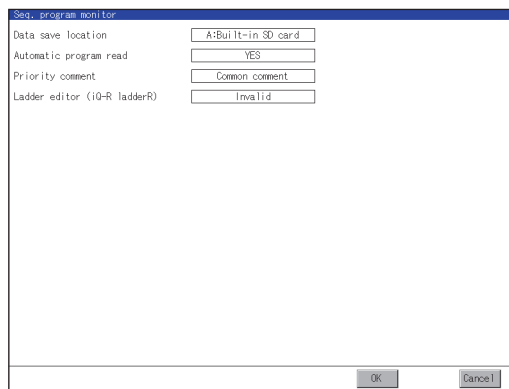 Seq. program monitor
Data save location A:Built-in SD card
Automatic program read YES
Priority comment Common comment
Ladder editor (iQ-R ladderR) Invalid
OK Cancel